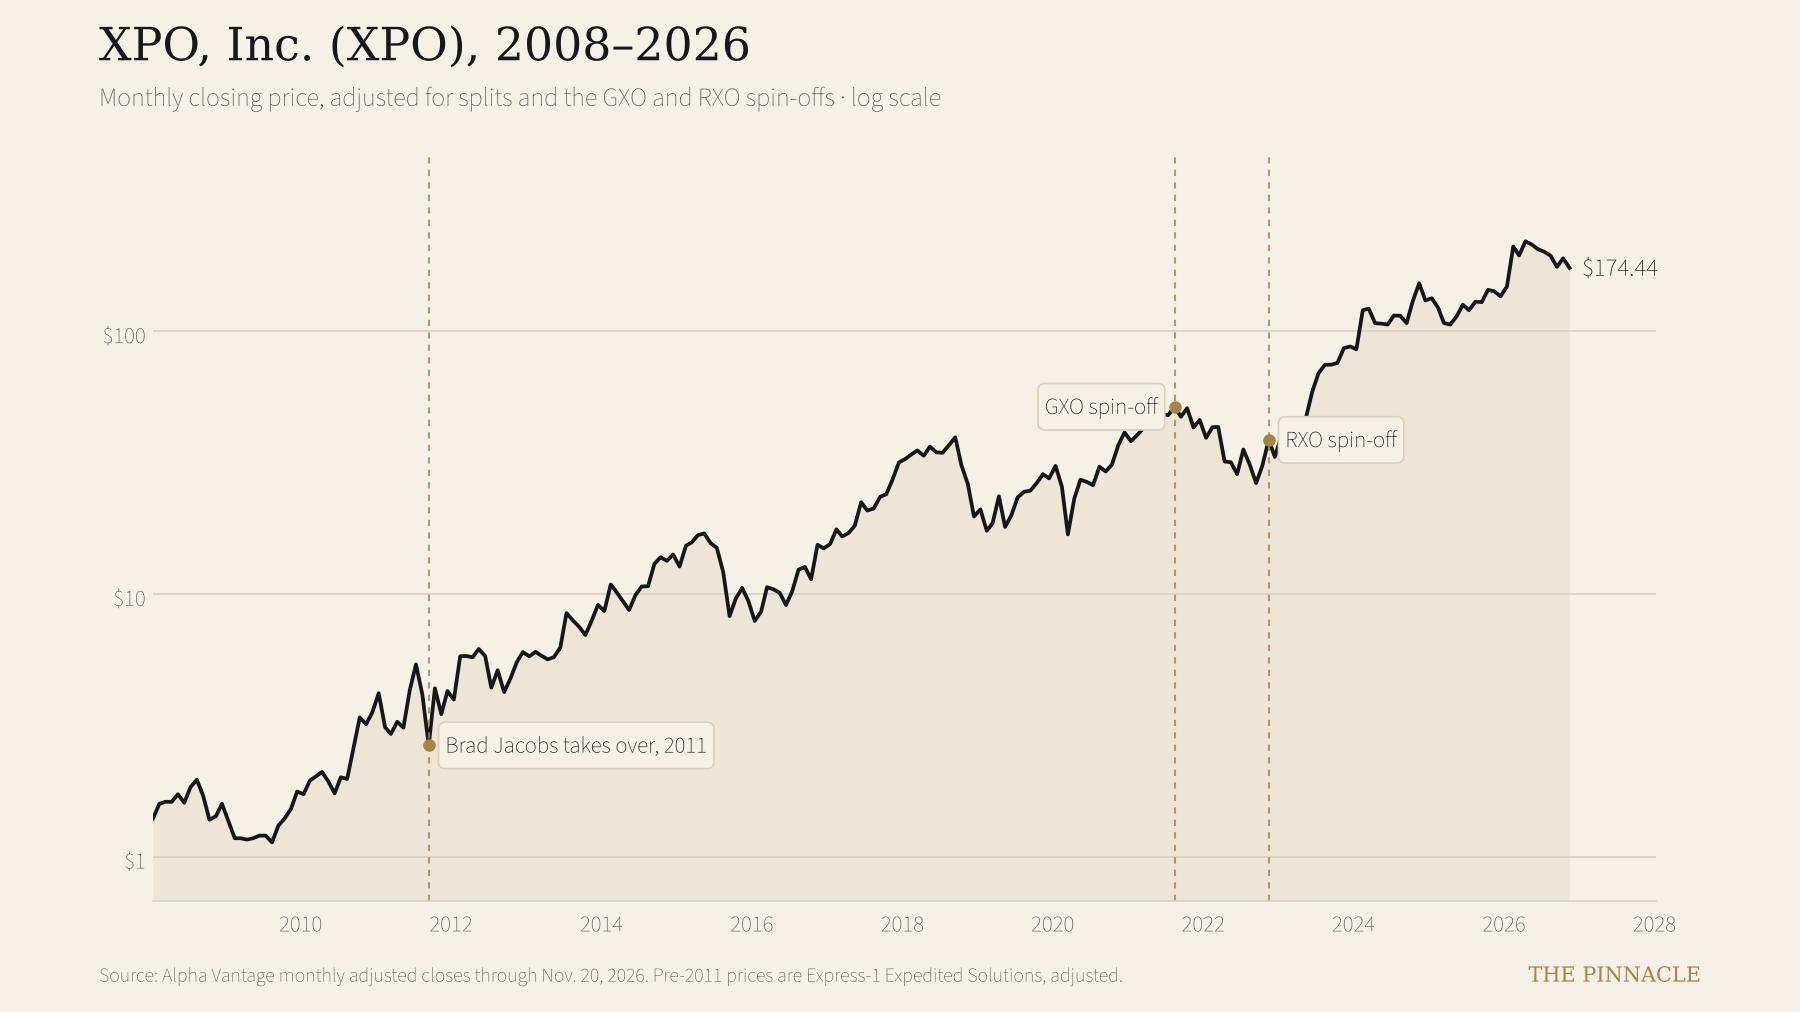 XPO, Inc. (XPO), 2008–2026
Monthly closing price, adjusted for splits and the GXO and RXO spin-offs · log scale
$174.44
$100
GXO spin-off
RXO spin-off
$10
Brad Jacobs takes over, 2011
$1
2010 2012 2014 2016 2018 2020 2022 2024 2026 2028
Source: Alpha Vantage monthly adjusted closes through Nov. 20, 2026. Pre-2011 prices are Express-1 Expedited Solutions, adjusted.
THE PINNACLE